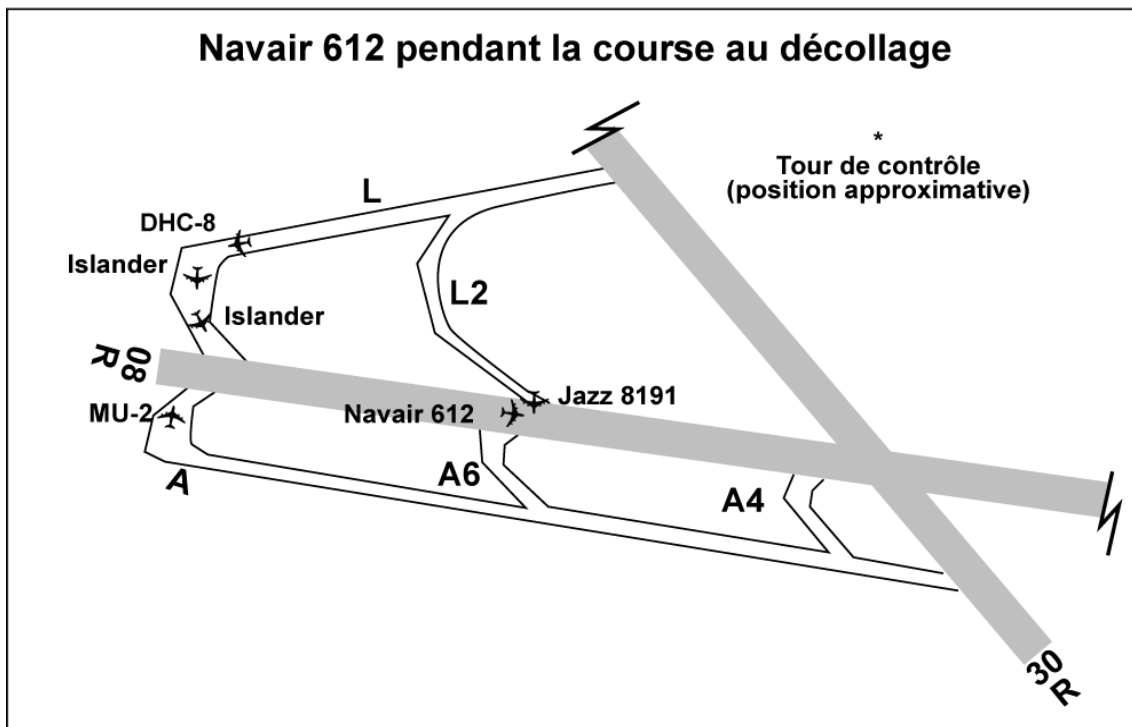 Navair 612 pendant la course au décollage
*
Tour de contrôle
(position approximative)
L
DHC-8
Islander
L2
Islander
08
R
Jazz 8191
MU-2
Navair 612
A
A6
A4
30
R